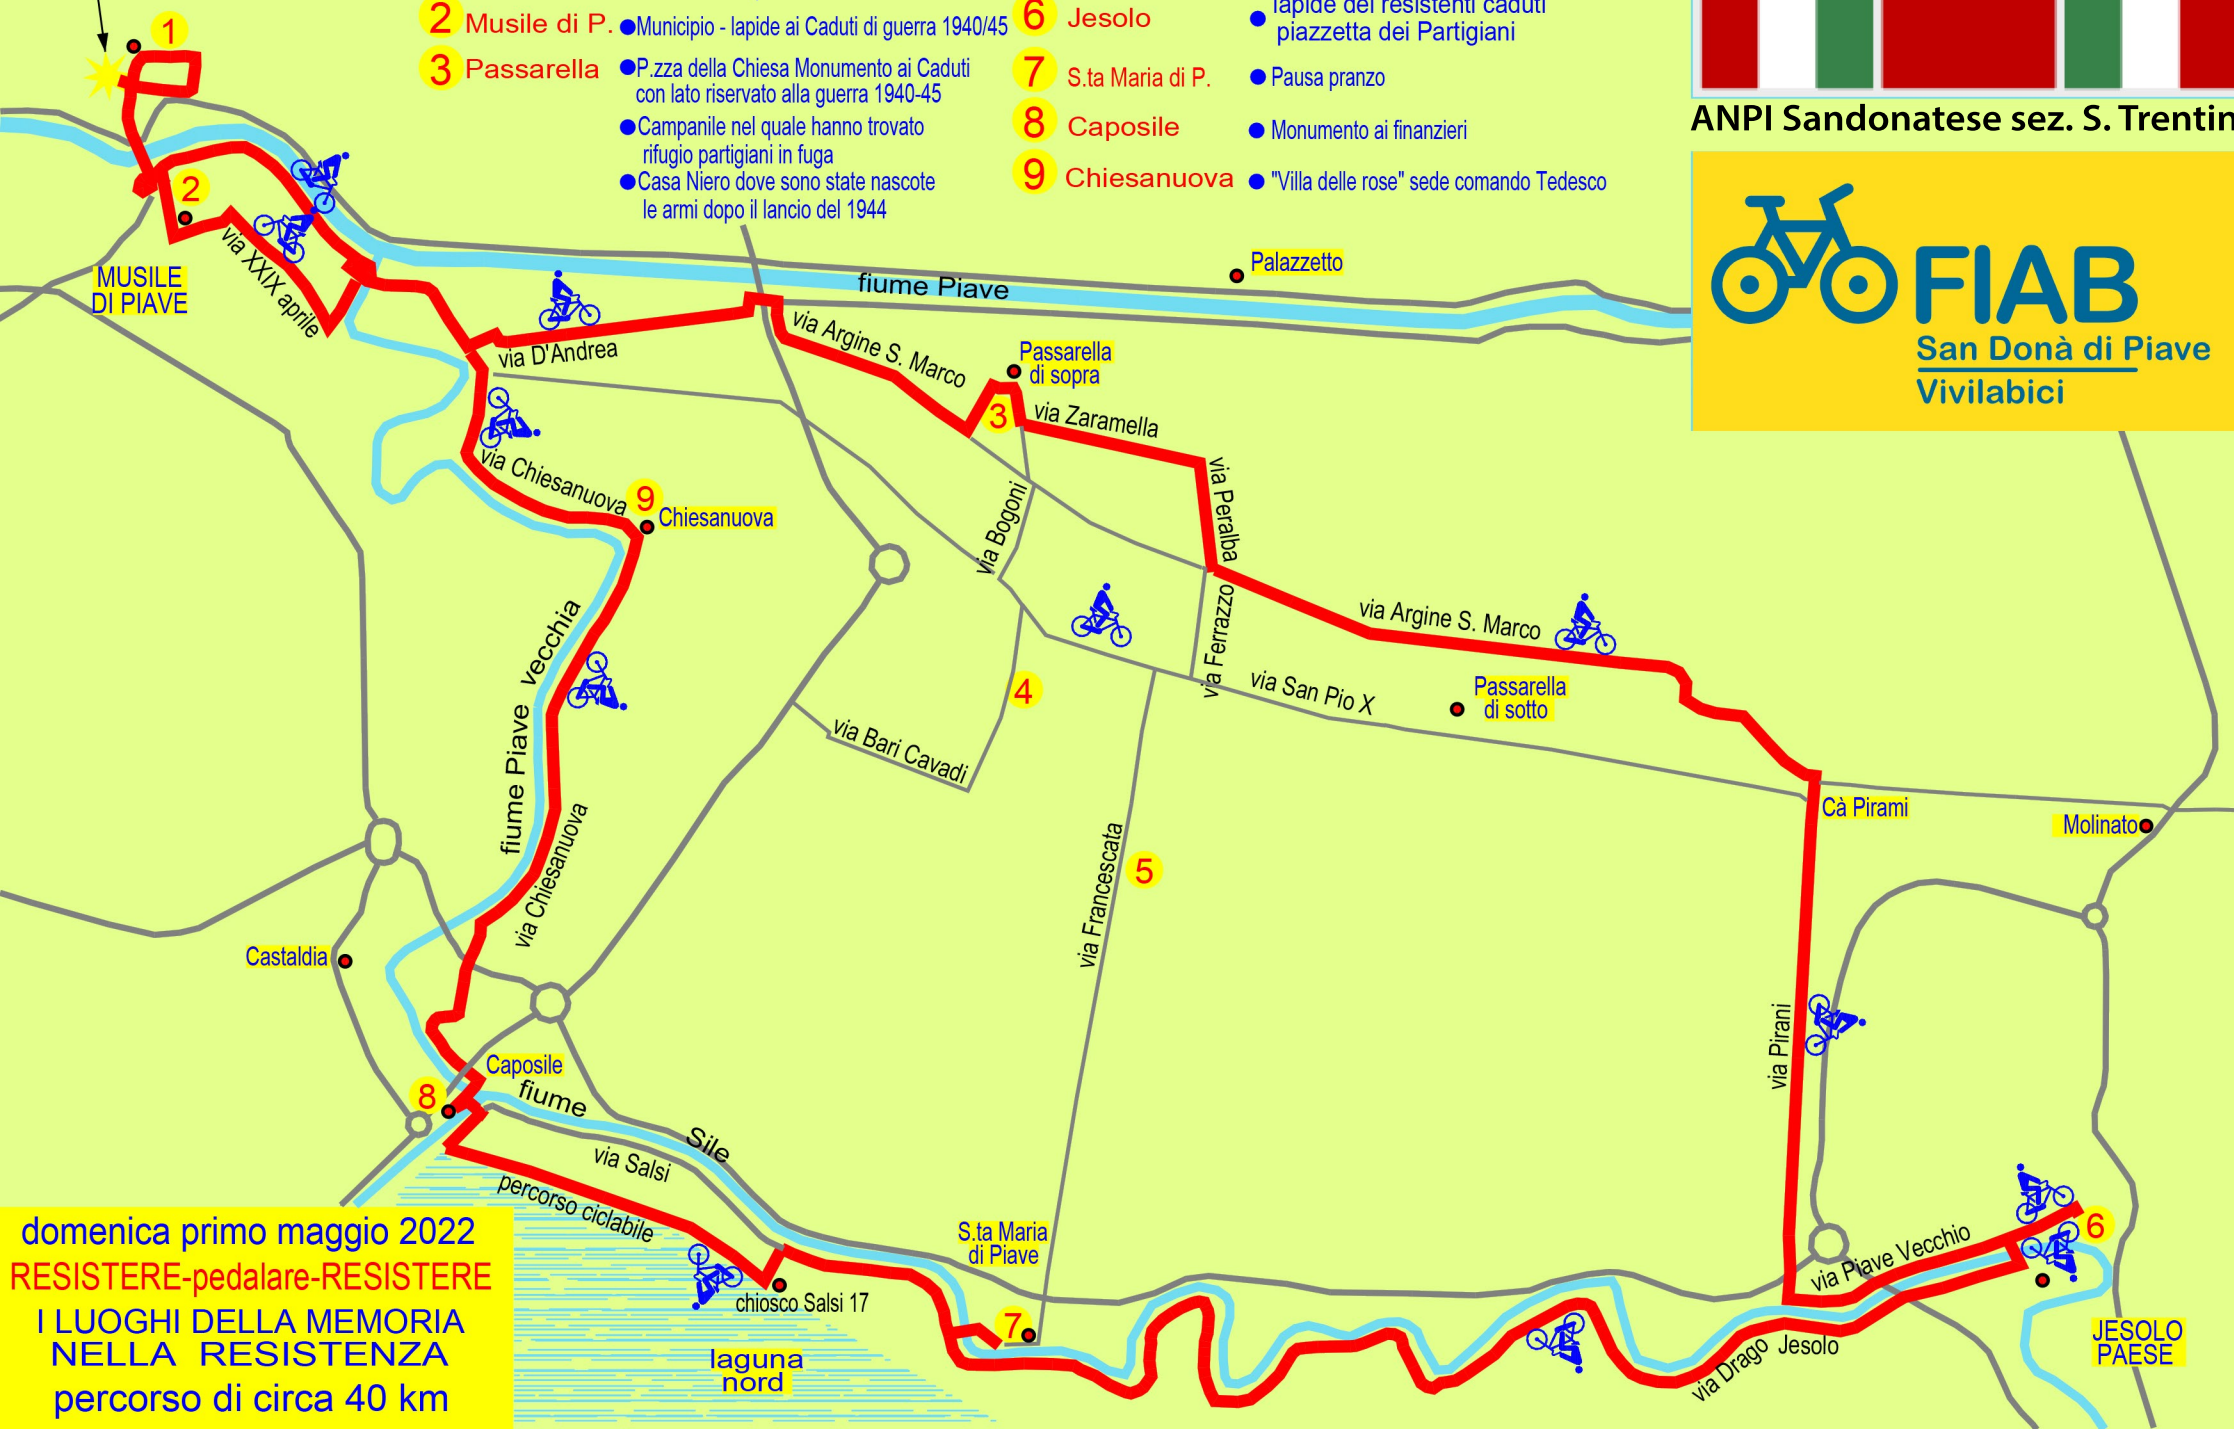 1
2 Musile di P.
●Municipio - lapide ai Caduti di guerra 1940/45
3 Passarella
●P.zza della Chiesa Monumento ai Caduti
con lato riservato alla guerra 1940-45
●Campanile nel quale hanno trovato
rifugio partigiani in fuga
●Casa Niero dove sono state nascote
le armi dopo il lancio del 1944
6 Jesolo
● lapide dei resistenti caduti
piazzetta dei Partigiani
7 S.ta Maria di P.
● Pausa pranzo
8 Caposile
● Monumento ai finanzieri
9 Chiesanuova
● "Villa delle rose" sede comando Tedesco
ANPI Sandonatese sez. S. Trentin
FIAB
San Donà di Piave
Vivilabici
2
MUSILE
DI PIAVE
via XXIX aprile
fiume Piave
Palazzetto
via D'Andrea
via Argine S. Marco
Passarella
di sopra
3
via Zaramella
via Chiesanuova
9
Chiesanuova
via Bogoni
via Peralba
via Ferrazzo
via Argine S. Marco
via San Pio X
Passarella
di sotto
4
via Bari Cavadi
fiume Piave vecchia
via Chiesanuova
Cà Pirami
Molinato
5
via Francescata
Castaldia
via Pirani
Caposile
8
fiume Sile
via Salsi
percorso ciclabile
chiosco Salsi 17
S.ta Maria
di Piave
7
laguna
nord
via Piave Vecchio
6
via Drago Jesolo
JESOLO
PAESE
domenica primo maggio 2022
RESISTERE-pedalare-RESISTERE
I LUOGHI DELLA MEMORIA
NELLA RESISTENZA
percorso di circa 40 km